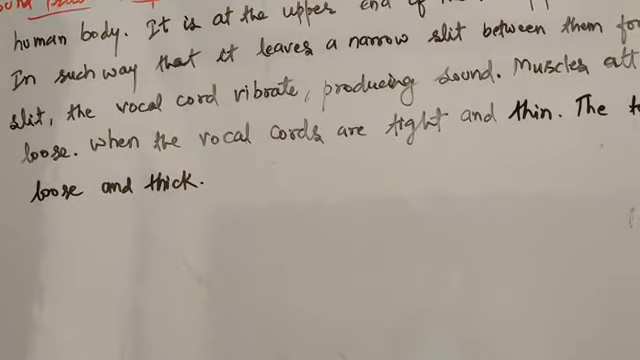 human body. It is at the upper end of
In such way that it leaves a narrow slit between them for
slit, the vocal cord vibrate, producing sound. Muscles att
loose. When the vocal cords are tight and thin. The
loose and thick.